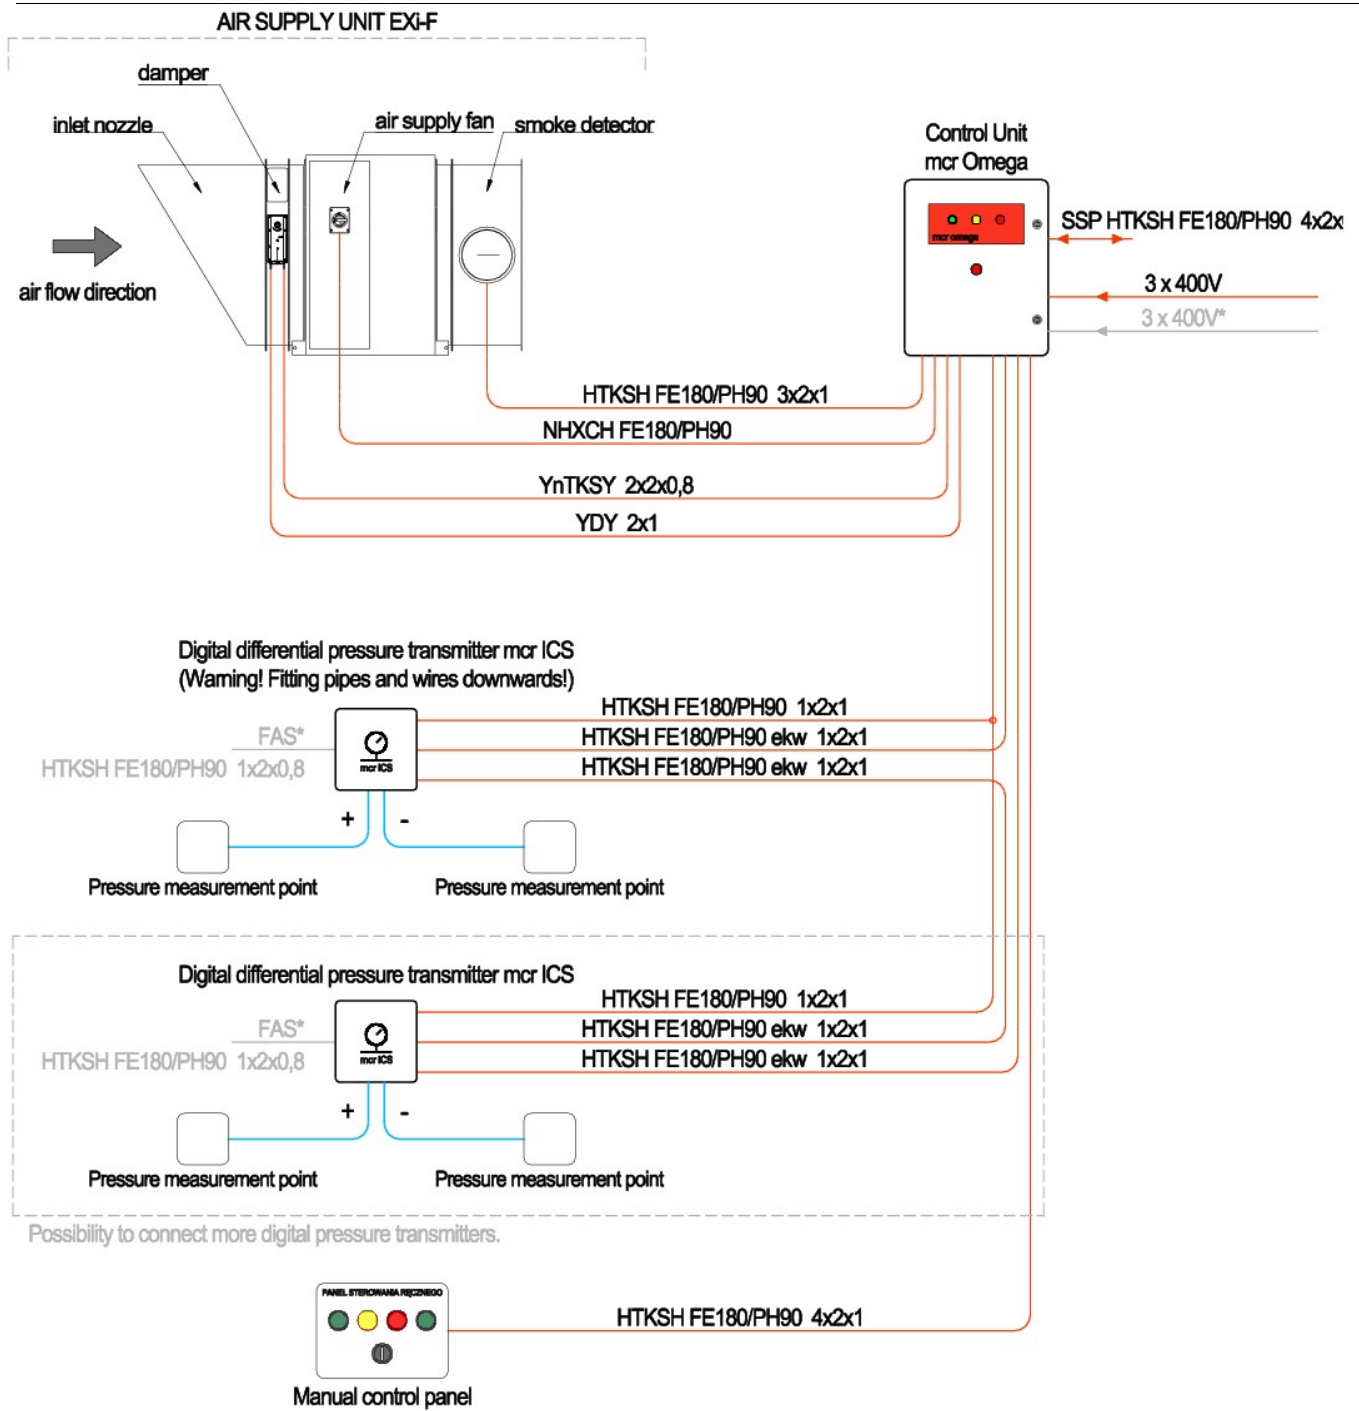 AIR SUPPLY UNIT EXi-F
damper
inlet nozzle
air supply fan
smoke detector
air flow direction
Control Unit
mcr Omega
mcr omega
SSP HTKSH FE180/PH90 4x2x
3 x 400V
3 x 400V*
HTKSH FE180/PH90 3x2x1
NHXCH FE180/PH90
YnTKSY 2x2x0,8
YDY 2x1
Digital differential pressure transmitter mcr ICS
(Warning! Fitting pipes and wires downwards!)
HTKSH FE180/PH90 1x2x1
FAS*
HTKSH FE180/PH90 ekw 1x2x1
HTKSH FE180/PH90 1x2x0,8
mcr ICS
HTKSH FE180/PH90 ekw 1x2x1
+ -
Pressure measurement point
Pressure measurement point
Digital differential pressure transmitter mcr ICS
HTKSH FE180/PH90 1x2x1
FAS*
HTKSH FE180/PH90 ekw 1x2x1
HTKSH FE180/PH90 1x2x0,8
mcr ICS
HTKSH FE180/PH90 ekw 1x2x1
+ -
Pressure measurement point
Pressure measurement point
Possibility to connect more digital pressure transmitters.
PANEL STEROWANIA RĘCZNEGO
HTKSH FE180/PH90 4x2x1
Manual control panel